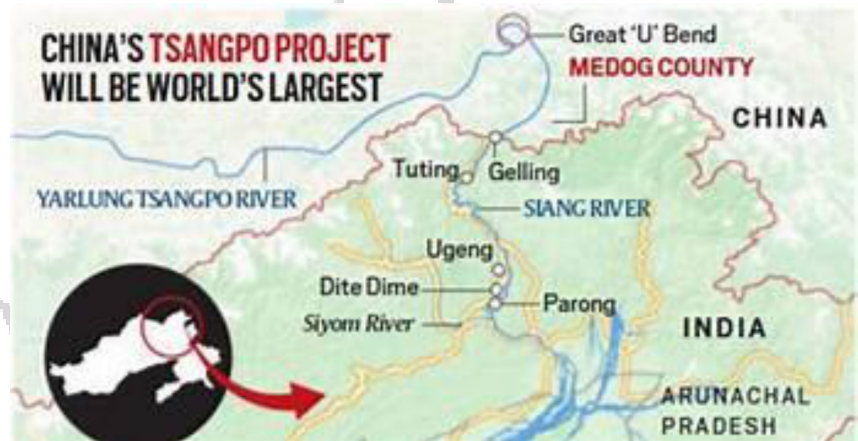 CHINA'S TSANGPO PROJECT
WILL BE WORLD'S LARGEST
Great 'U' Bend
MEDOG COUNTY
CHINA
YARLUNG TSANGPO RIVER
Tuting
Gelling
SIANG RIVER
Ugeng
Dite Dime
Parong
Siyom River
INDIA
ARUNACHAL
PRADESH